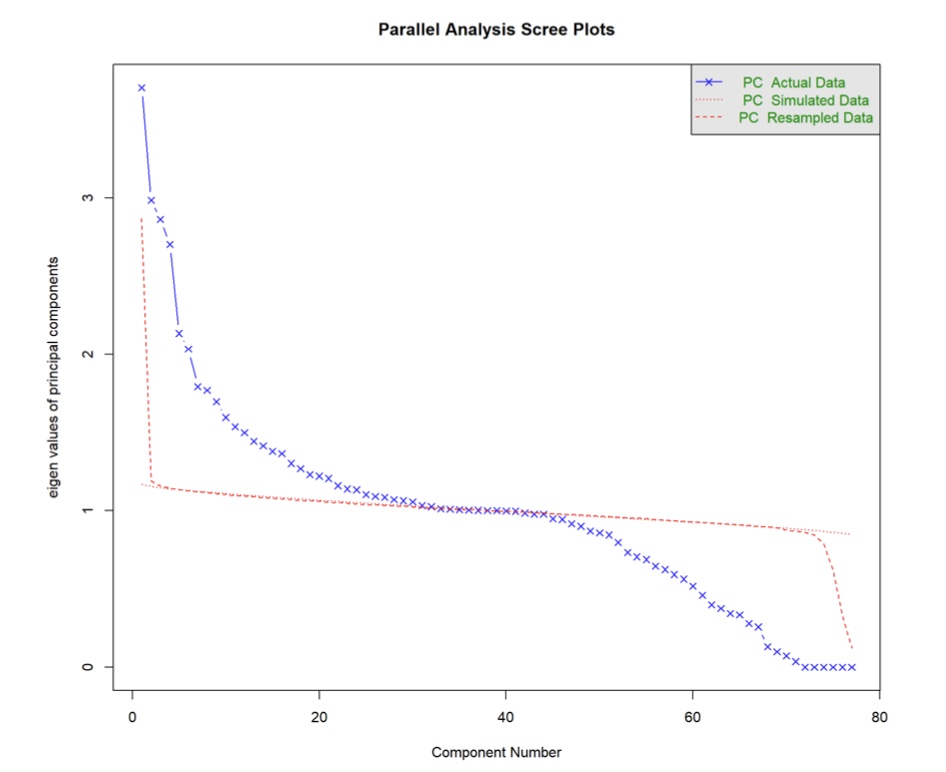 Parallel Analysis Scree Plots
PC Actual Data
PC Simulated Data
PC Resampled Data
eigen values of principal components
3
2
1
0
0 20 40 60 80
Component Number